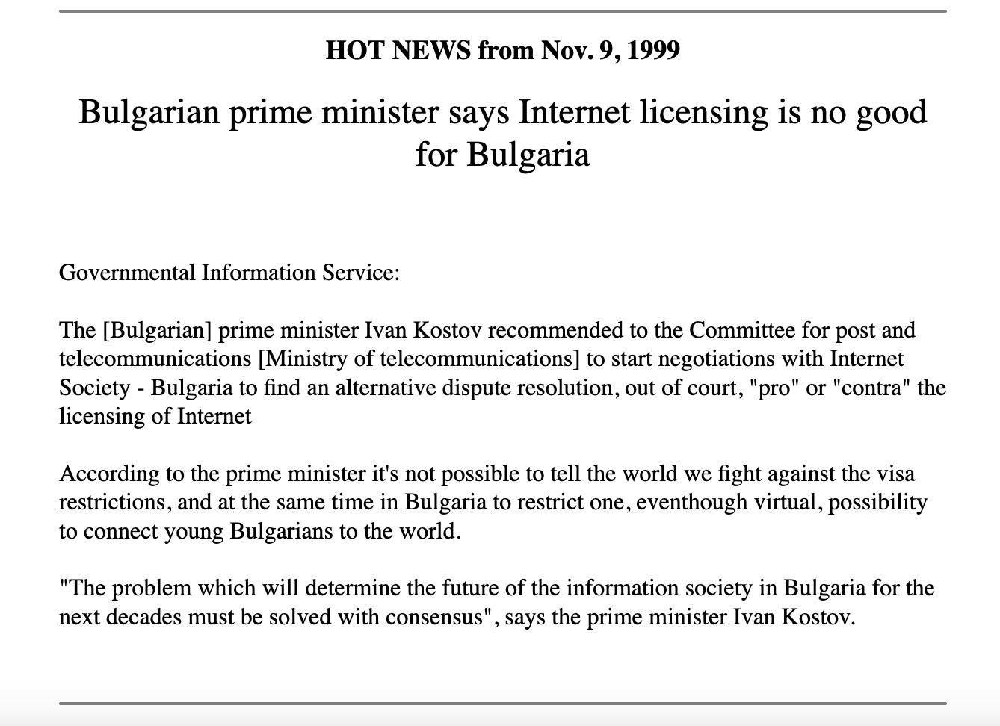 HOT NEWS from Nov. 9, 1999
Bulgarian prime minister says Internet licensing is no good
for Bulgaria
Governmental Information Service:
The [Bulgarian] prime minister Ivan Kostov recommended to the Committee for post and
telecommunications [Ministry of telecommunications] to start negotiations with Internet
Society - Bulgaria to find an alternative dispute resolution, out of court, "pro" or "contra" the
licensing of Internet
According to the prime minister it's not possible to tell the world we fight against the visa
restrictions, and at the same time in Bulgaria to restrict one, eventhough virtual, possibility
to connect young Bulgarians to the world.
"The problem which will determine the future of the information society in Bulgaria for the
next decades must be solved with consensus", says the prime minister Ivan Kostov.